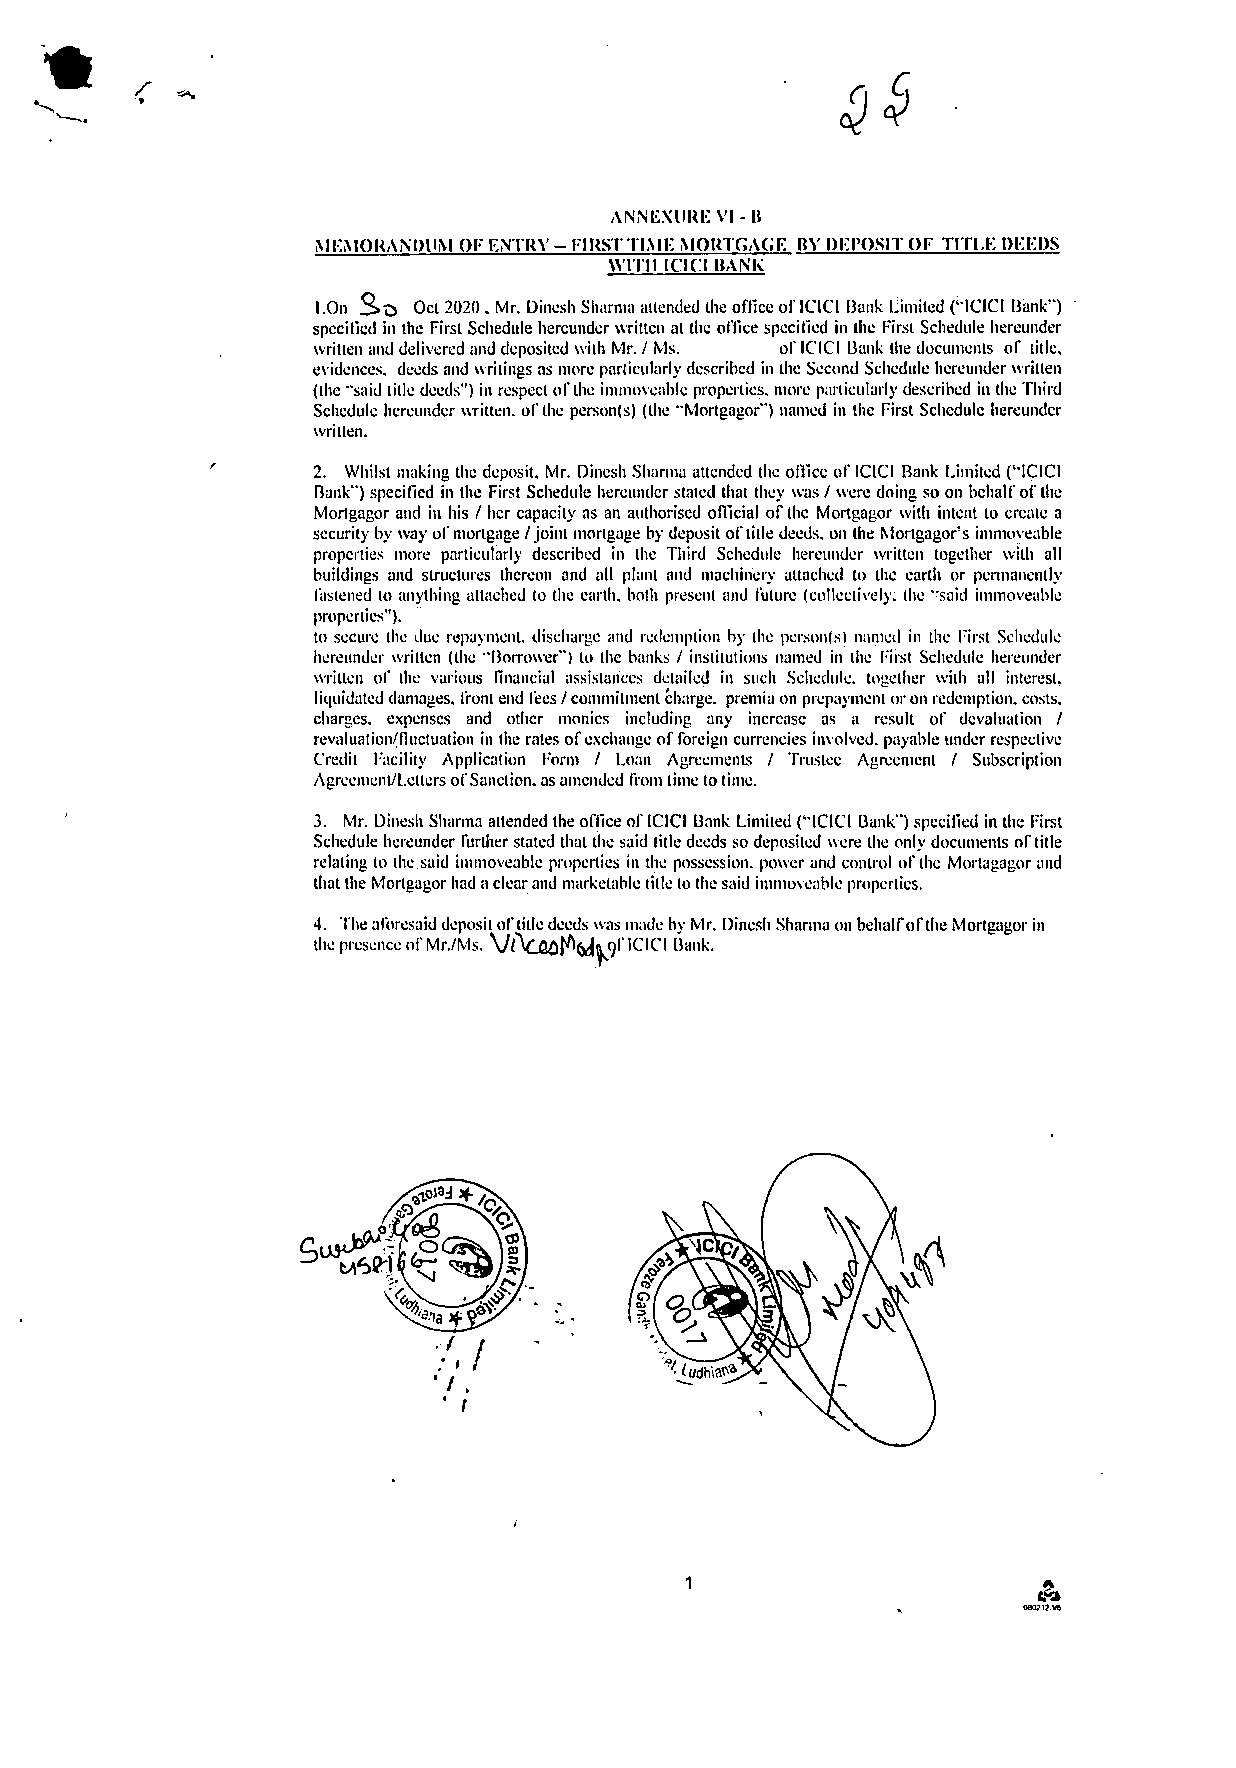 ANNEXURE VI - B
MEMORANDUM OF ENTRY – FIRST TIME MORTGAGE BY DEPOSIT OF TITLE DEEDS
WITH ICICI BANK
1.On 30 Oct 2020 , Mr. Dinesh Sharma attended the office of ICICI Bank Limited ("ICICI Bank")
specified in the First Schedule hereunder written at the office specified in the First Schedule hereunder
written and delivered and deposited with Mr. / Ms. of ICICI Bank the documents of title,
evidences, deeds and writings as more particularly described in the Second Schedule hereunder written
(the "said title deeds") in respect of the immoveable properties, more particularly described in the Third
Schedule hereunder written, of the person(s) (the "Mortgagor") named in the First Schedule hereunder
written.
2. Whilst making the deposit, Mr. Dinesh Sharma attended the office of ICICI Bank Limited ("ICICI
Bank") specified in the First Schedule hereunder stated that they was / were doing so on behalf of the
Mortgagor and in his / her capacity as an authorised official of the Mortgagor with intent to create a
security by way of mortgage / joint mortgage by deposit of title deeds, on the Mortgagor's immoveable
properties more particularly described in the Third Schedule hereunder written together with all
buildings and structures thereon and all plant and machinery attached to the earth or permanently
fastened to anything attached to the earth, both present and future (collectively; the "said immoveable
properties").
to secure the due repayment, discharge and redemption by the person(s) named in the First Schedule
hereunder written (the "Borrower") to the banks / institutions named in the First Schedule hereunder
written of the various financial assistances detailed in such Schedule, together with all interest,
liquidated damages, front end fees / commitment charge, premia on prepayment or on redemption, costs,
charges, expenses and other monies including any increase as a result of devaluation /
revaluation/fluctuation in the rates of exchange of foreign currencies involved, payable under respective
Credit Facility Application Form / Loan Agreements / Trustee Agreement / Subscription
Agreement/Letters of Sanction, as amended from time to time.
3. Mr. Dinesh Sharma attended the office of ICICI Bank Limited ("ICICI Bank") specified in the First
Schedule hereunder further stated that the said title deeds so deposited were the only documents of title
relating to the said immoveable properties in the possession, power and control of the Mortagagor and
that the Mortgagor had a clear and marketable title to the said immoveable properties.
4. The aforesaid deposit of title deeds was made by Mr. Dinesh Sharma on behalf of the Mortgagor in
the presence of Mr./Ms. of ICICI Bank.
ICICI Bank Limited ★ Ludhiana ★ Feroze
0017
ICICI Bank Limited ★ Ludhiana ★ Feroze
0017
1